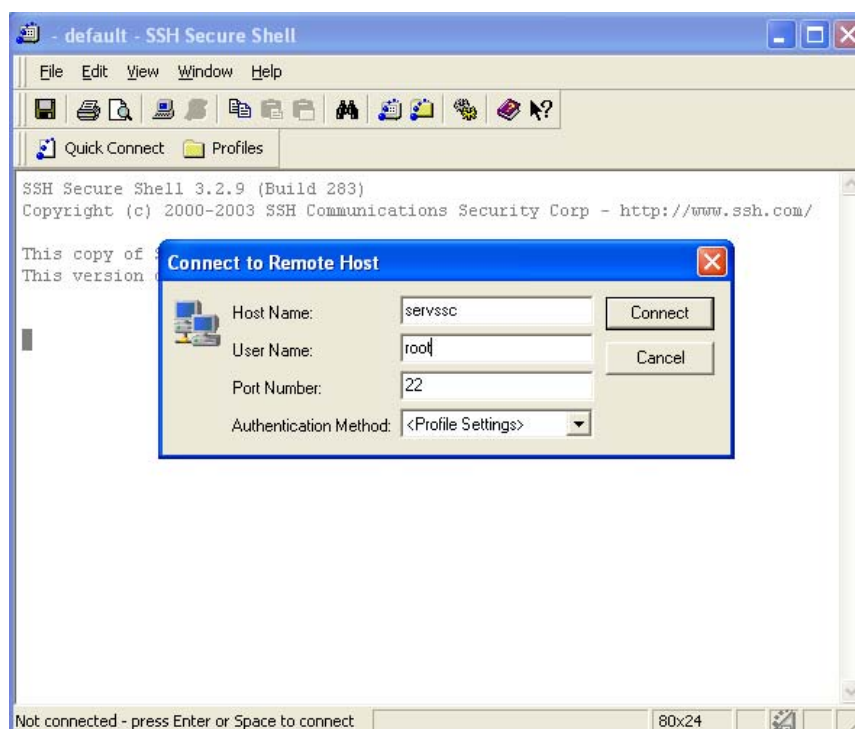 - default - SSH Secure Shell
File Edit View Window Help
Quick Connect Profiles
SSH Secure Shell 3.2.9 (Build 283)
Copyright (c) 2000-2003 SSH Communications Security Corp - http://www.ssh.com/
This copy of
This version
Connect to Remote Host
Host Name: servssc
Connect
User Name: root
Cancel
Port Number: 22
Authentication Method: <Profile Settings>
Not connected - press Enter or Space to connect
80x24